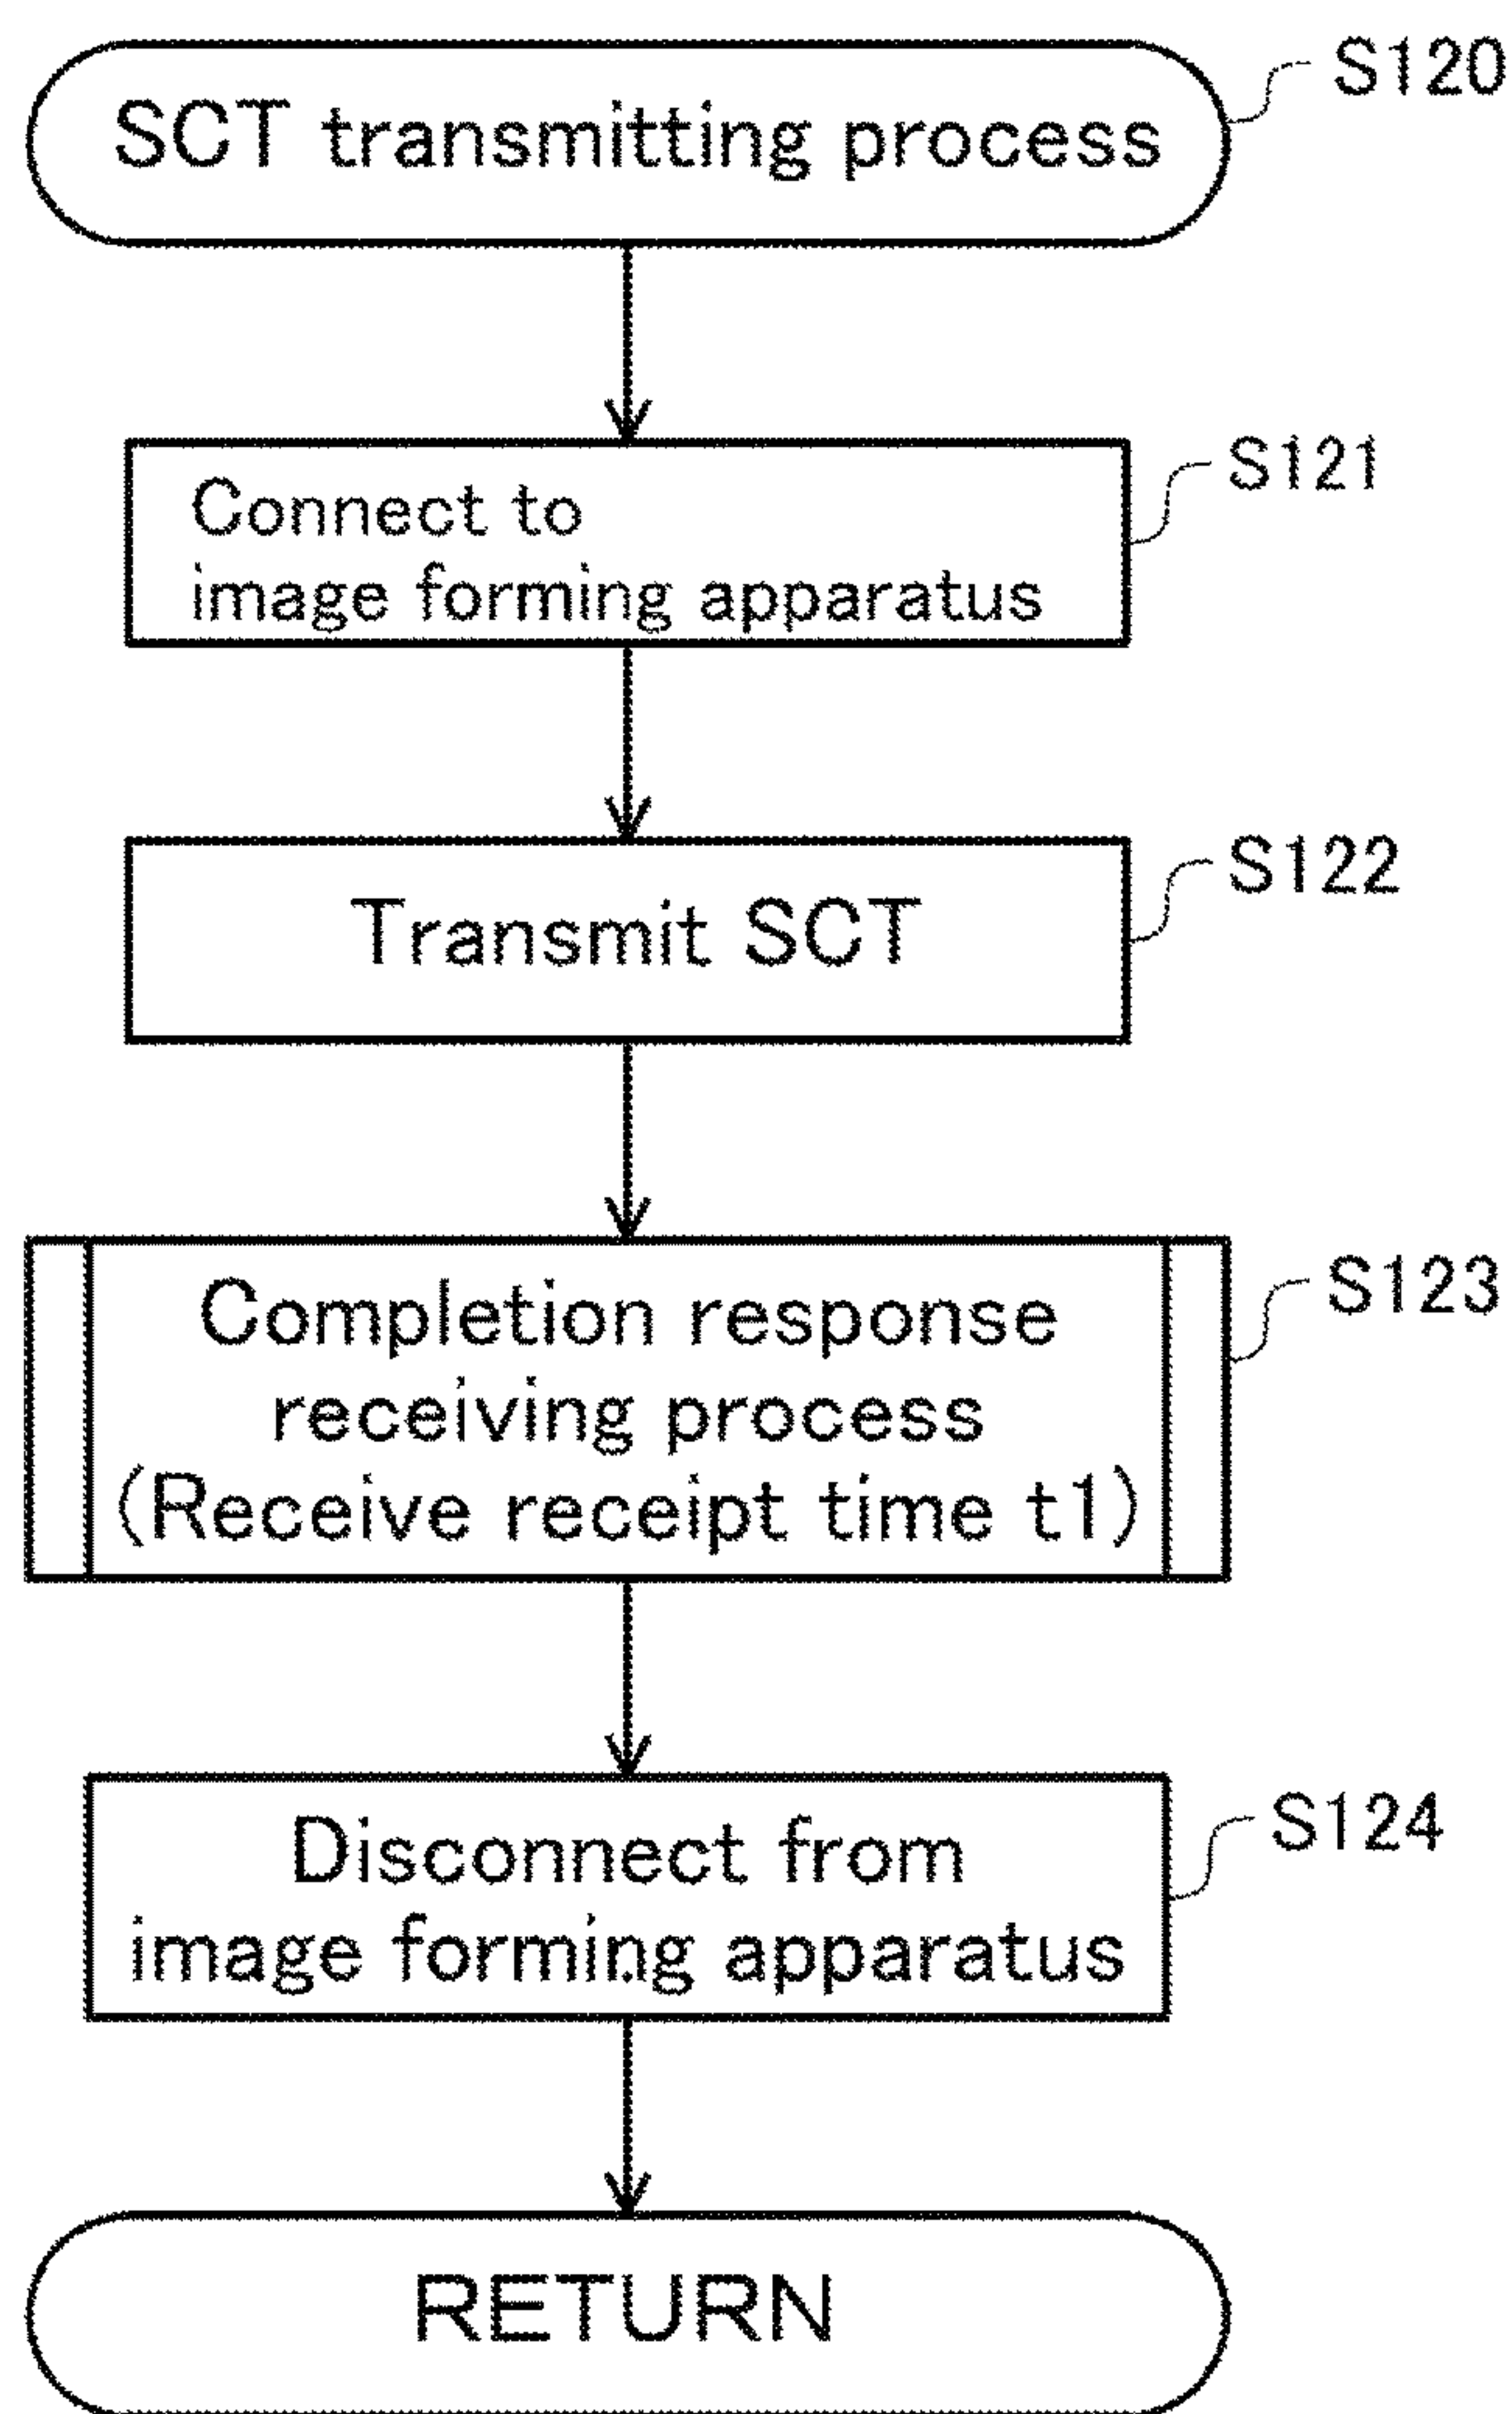 SCT transmitting process
S120
Connect to
image forming apparatus
S121
Transmit SCT
S122
Completion response
receiving process
(Receive receipt time t1)
S123
Disconnect from
image forming apparatus
S124
RETURN